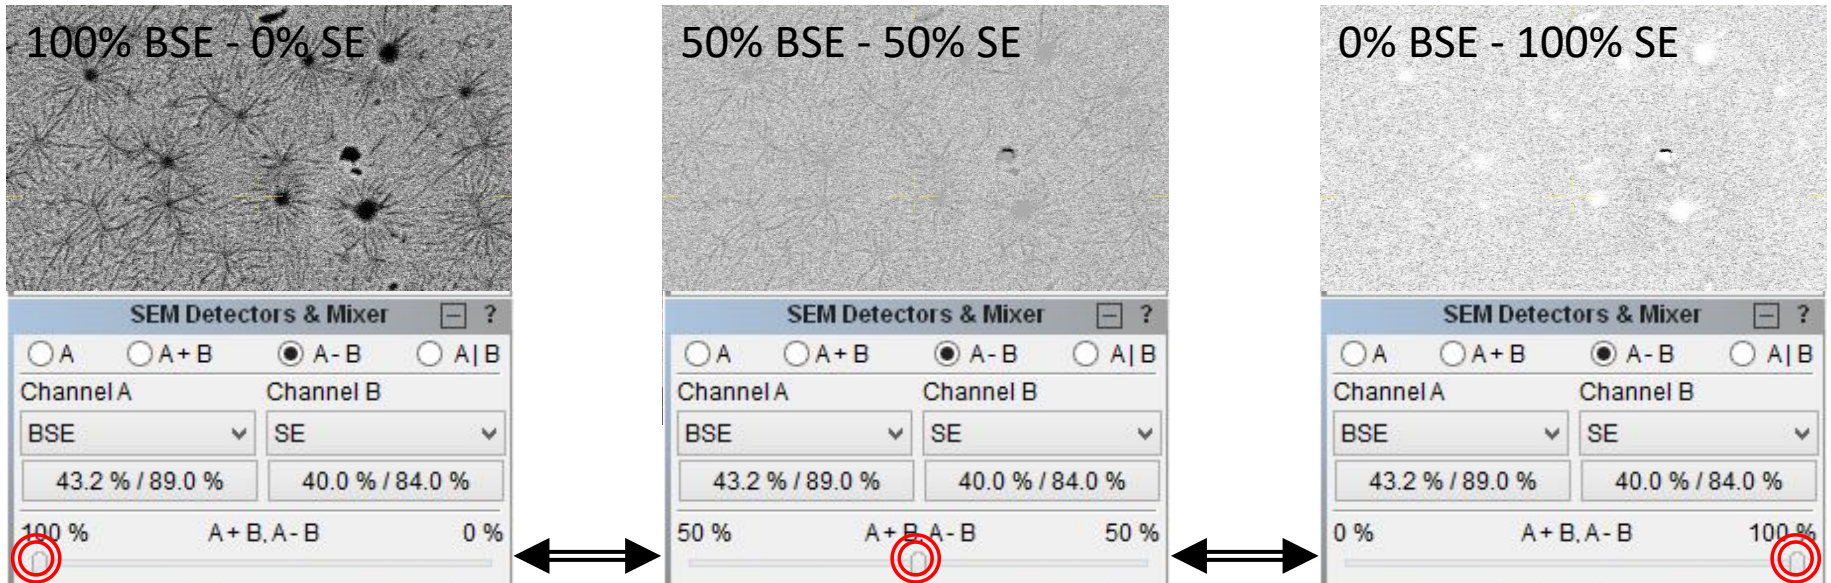 100% BSE - 0% SE
SEM Detectors & Mixer – ?
A A + B A - B A | B
Channel A Channel B
BSE SE
43.2 % / 89.0 % 40.0 % / 84.0 %
100 % A + B, A - B 0 %
50% BSE - 50% SE
SEM Detectors & Mixer – ?
A A + B A - B A | B
Channel A Channel B
BSE SE
43.2 % / 89.0 % 40.0 % / 84.0 %
50 % A + B, A - B 50 %
0% BSE - 100% SE
SEM Detectors & Mixer – ?
A A + B A - B A | B
Channel A Channel B
BSE SE
43.2 % / 89.0 % 40.0 % / 84.0 %
0 % A + B, A - B 100 %